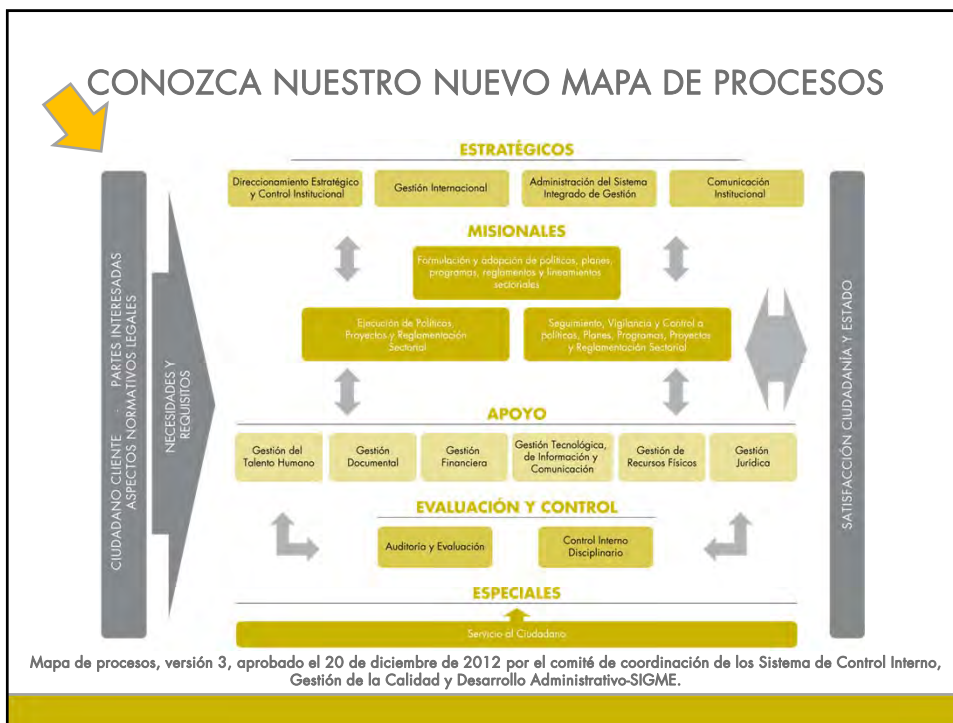 CONOZCA NUESTRO NUEVO MAPA DE PROCESOS
CIUDADANO CLIENTE · PARTES INTERESADAS
ASPECTOS NORMATIVOS LEGALES
NECESIDADES Y
REQUISITOS
ESTRATÉGICOS
Direccionamiento Estratégico
y Control Institucional
Gestión Internacional
Administración del Sistema
Integrado de Gestión
Comunicación
Institucional
MISIONALES
Formulación y adopción de políticas, planes,
programas, reglamentos y lineamientos
sectoriales
Ejecución de Políticas,
Proyectos y Reglamentación
Sectorial
Seguimiento, Vigilancia y Control a
políticas, Planes, Programas, Proyectos
y Reglamentación Sectorial
APOYO
Gestión del
Talento Humano
Gestión
Documental
Gestión
Financiera
Gestión Tecnológica,
de Información y
Comunicación
Gestión de
Recursos Físicos
Gestión
Jurídica
EVALUACIÓN Y CONTROL
Auditoría y Evaluación
Control Interno
Disciplinario
ESPECIALES
Servicio al Ciudadano
SATISFACCIÓN CIUDADANÍA Y ESTADO
Mapa de procesos, versión 3, aprobado el 20 de diciembre de 2012 por el comité de coordinación de los Sistema de Control Interno,
Gestión de la Calidad y Desarrollo Administrativo-SIGME.